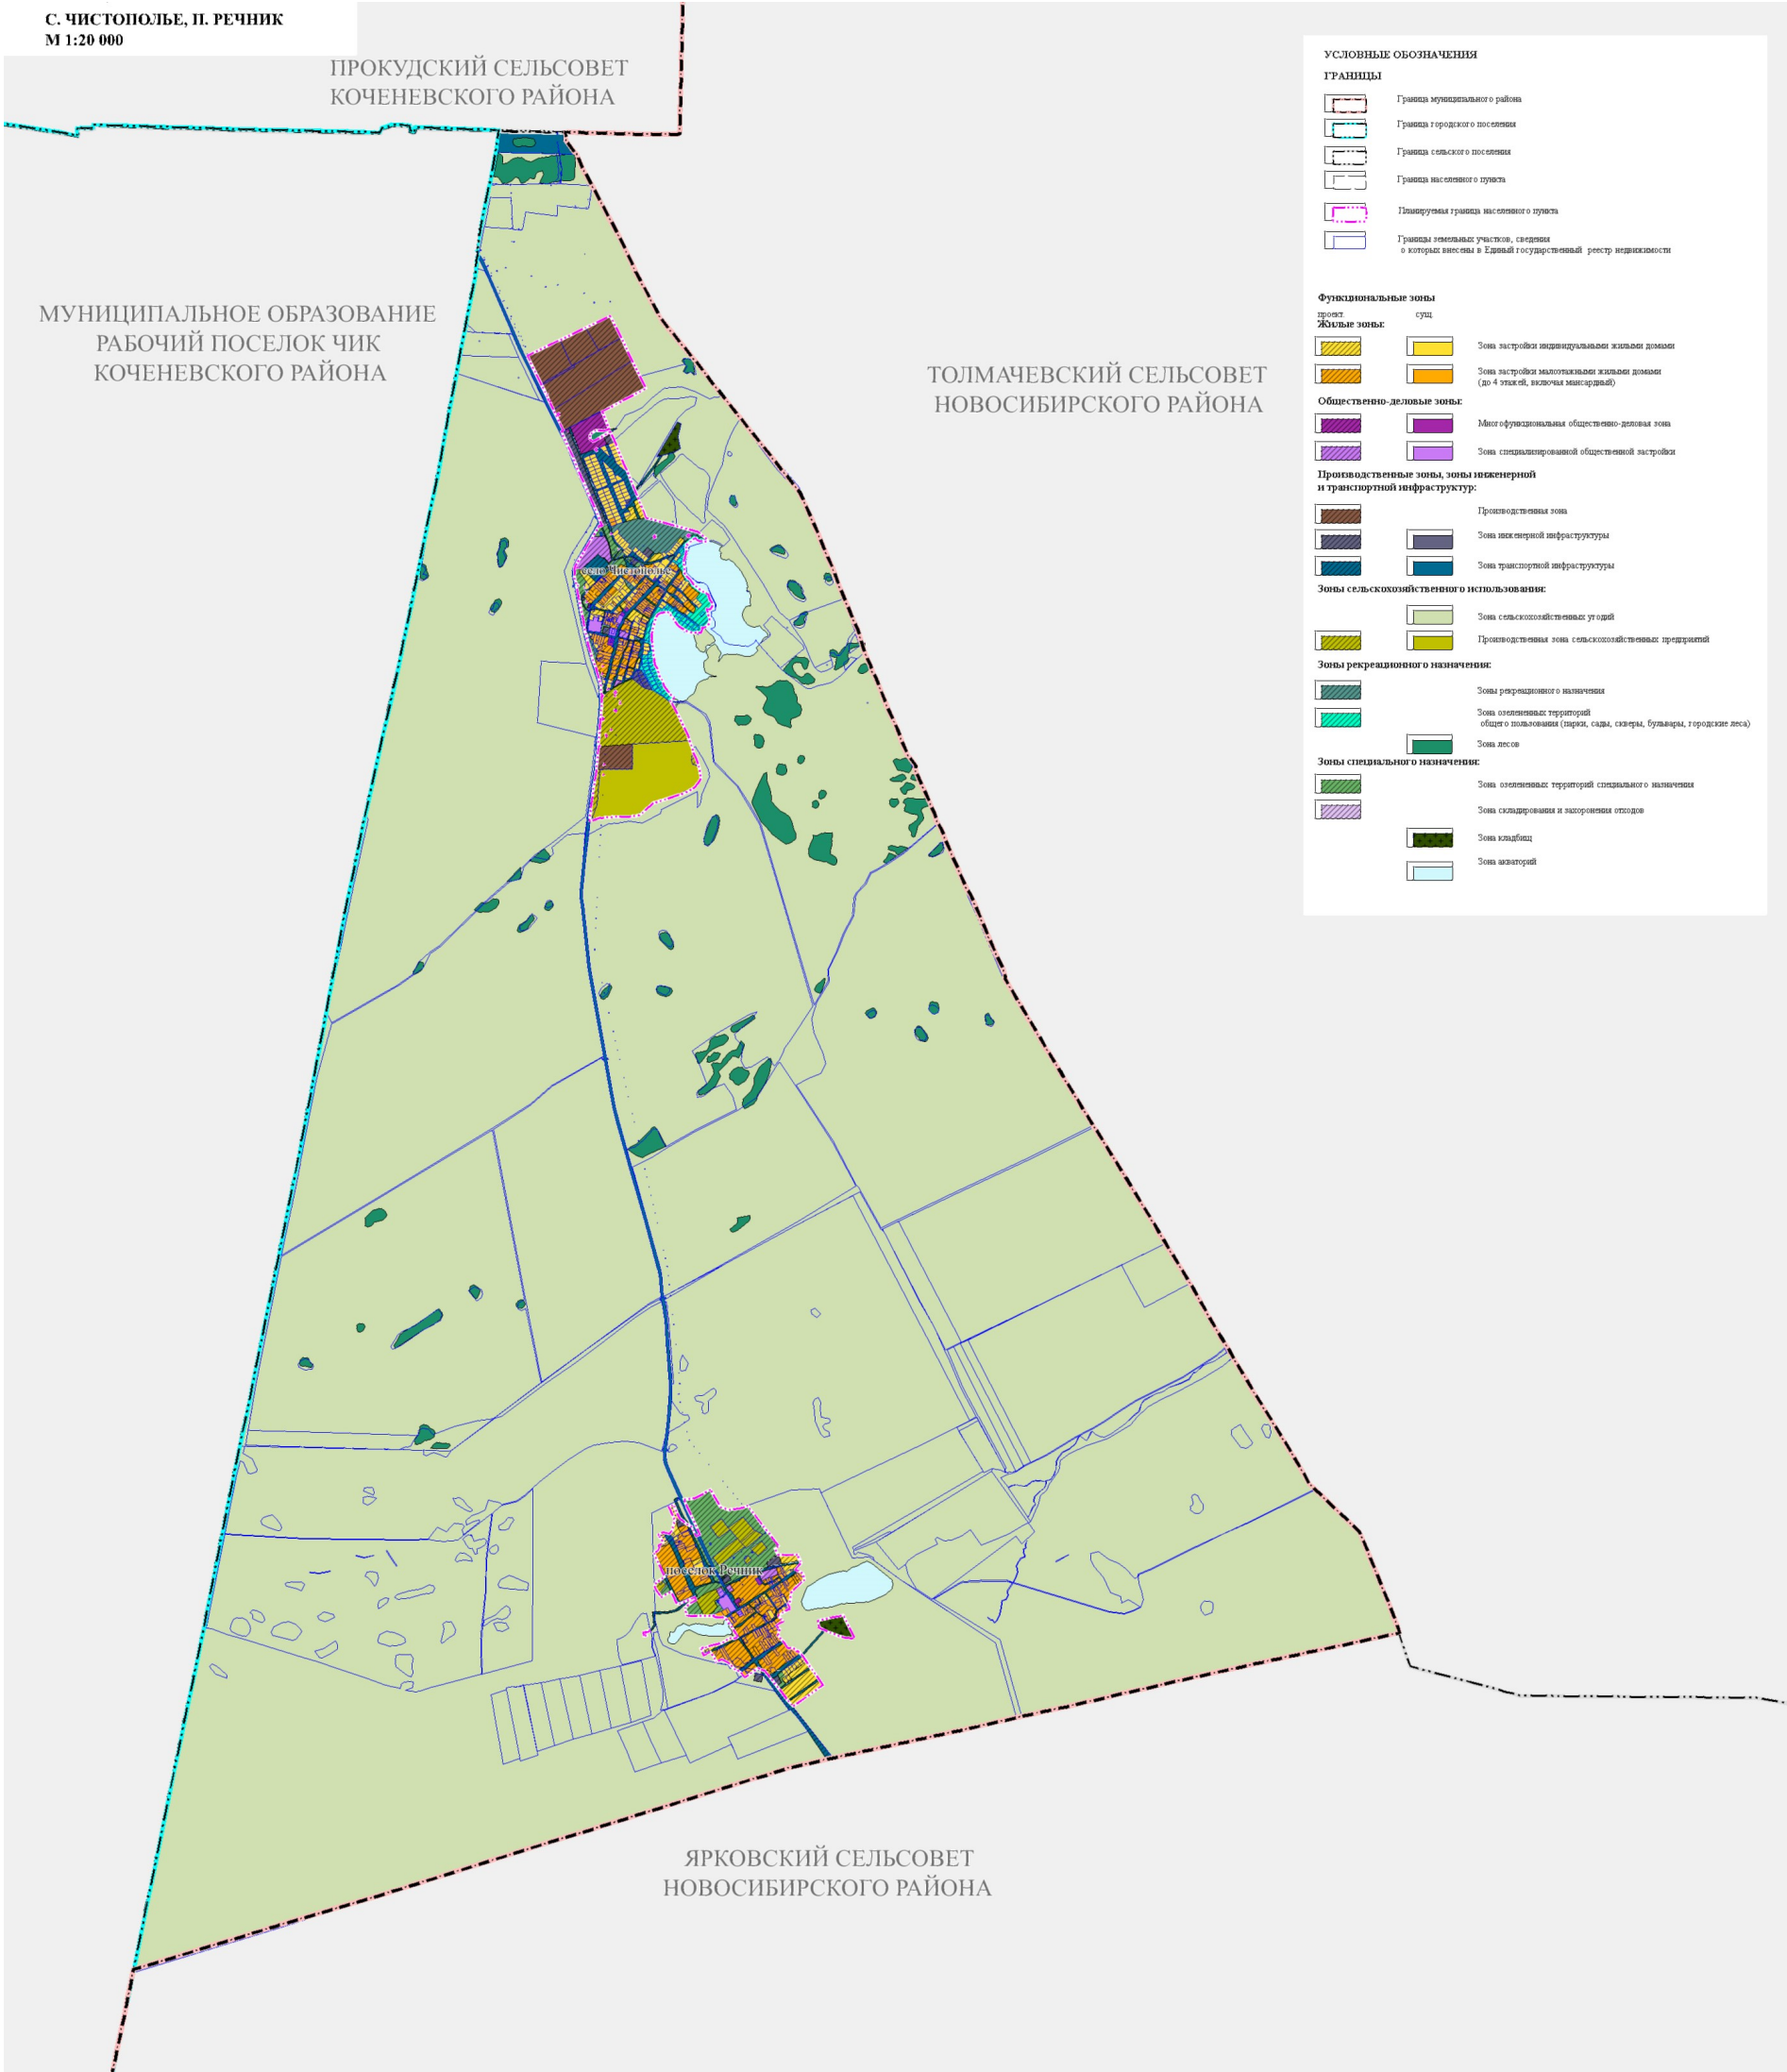 С. ЧИСТОПОЛЬЕ, П. РЕЧНИК
М 1:20 000
ПРОКУДСКИЙ СЕЛЬСОВЕТ
КОЧЕНЕВСКОГО РАЙОНА
МУНИЦИПАЛЬНОЕ ОБРАЗОВАНИЕ
РАБОЧИЙ ПОСЕЛОК ЧИК
КОЧЕНЕВСКОГО РАЙОНА
ТОЛМАЧЕВСКИЙ СЕЛЬСОВЕТ
НОВОСИБИРСКОГО РАЙОНА
село Чистополье
поселок Речник
ЯРКОВСКИЙ СЕЛЬСОВЕТ
НОВОСИБИРСКОГО РАЙОНА
УСЛОВНЫЕ ОБОЗНАЧЕНИЯ
ГРАНИЦЫ
Граница муниципального района
Граница городского поселения
Граница сельского поселения
Граница населенного пункта
Планируемая граница населенного пункта
Границы земельных участков, сведения
о которых внесены в Единый государственный реестр недвижимости
Функциональные зоны
проект. сущ.
Жилые зоны:
Зона застройки индивидуальными жилыми домами
Зона застройки малоэтажными жилыми домами
(до 4 этажей, включая мансардный)
Общественно-деловые зоны:
Многофункциональная общественно-деловая зона
Зона специализированной общественной застройки
Производственные зоны, зоны инженерной
и транспортной инфраструктур:
Производственная зона
Зона инженерной инфраструктуры
Зона транспортной инфраструктуры
Зоны сельскохозяйственного использования:
Зона сельскохозяйственных угодий
Производственная зона сельскохозяйственных предприятий
Зоны рекреационного назначения:
Зоны рекреационного назначения
Зона озелененных территорий
общего пользования (парки, сады, скверы, бульвары, городские леса)
Зона лесов
Зоны специального назначения:
Зона озелененных территорий специального назначения
Зона складирования и захоронения отходов
Зона кладбищ
Зона акваторий